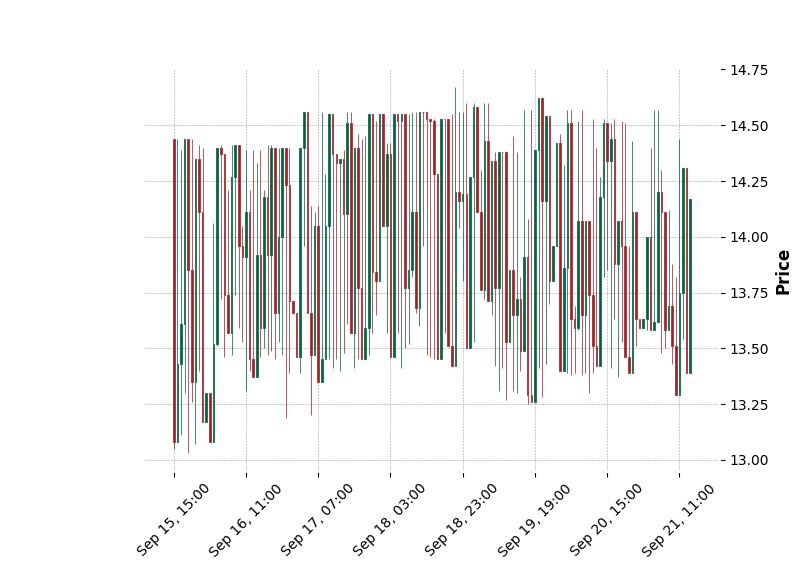 14.75
14.50
14.25
14.00
13.75
13.50
13.25
13.00
Price
Sep 15, 15:00
Sep 16, 11:00
Sep 17, 07:00
Sep 18, 03:00
Sep 18, 23:00
Sep 19, 19:00
Sep 20, 15:00
Sep 21, 11:00